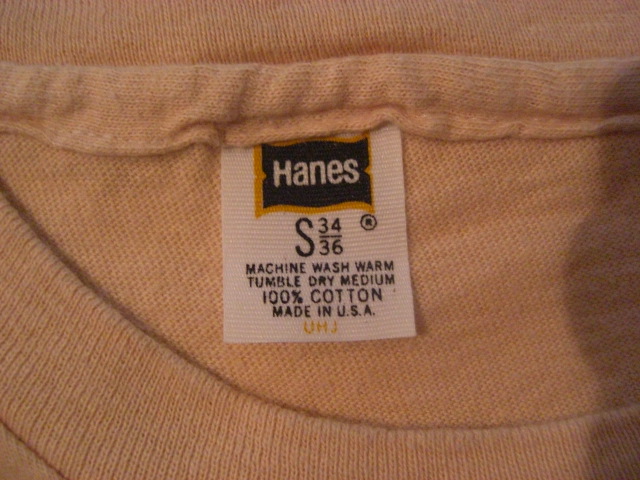 Hanes
®
S 34/36
MACHINE WASH WARM
TUMBLE DRY MEDIUM
100% COTTON
MADE IN U.S.A.
UHJ